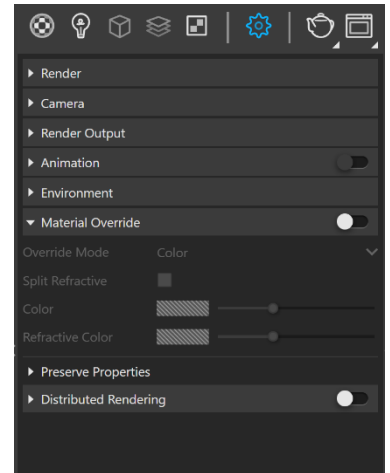 Render
Camera
Render Output
Animation
Environment
Material Override
Override Mode Color
Split Refractive
Color
Refractive Color
Preserve Properties
Distributed Rendering